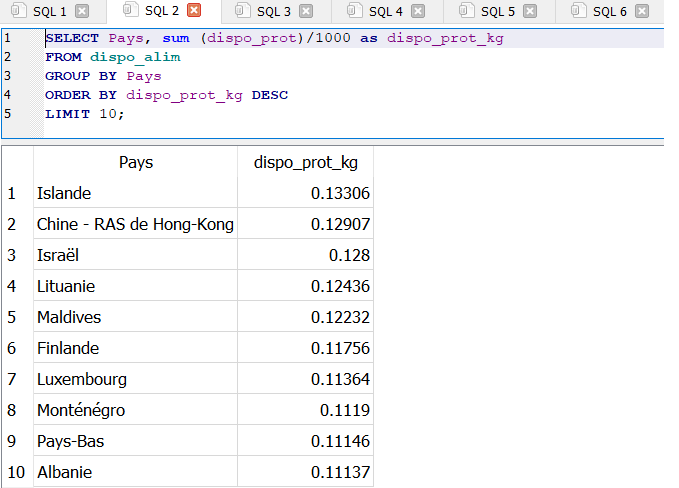 SQL 1 SQL 2 SQL 3 SQL 4 SQL 5 SQL 6
1 SELECT Pays, sum (dispo_prot)/1000 as dispo_prot_kg
2 FROM dispo_alim
3 GROUP BY Pays
4 ORDER BY dispo_prot_kg DESC
5 LIMIT 10;
Pays dispo_prot_kg
1 Islande 0.13306
2 Chine - RAS de Hong-Kong 0.12907
3 Israël 0.128
4 Lituanie 0.12436
5 Maldives 0.12232
6 Finlande 0.11756
7 Luxembourg 0.11364
8 Monténégro 0.1119
9 Pays-Bas 0.11146
10 Albanie 0.11137